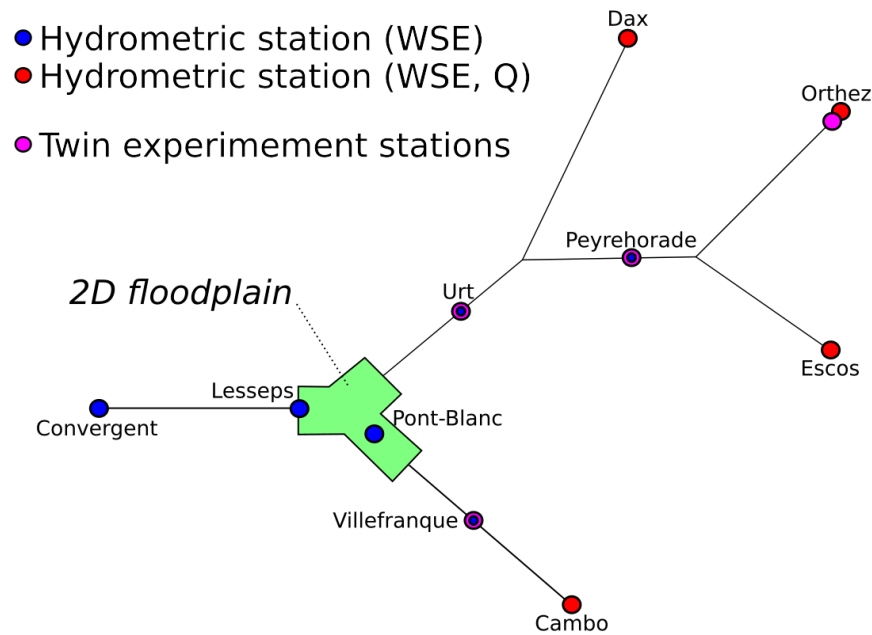 Hydrometric station (WSE)
Hydrometric station (WSE, Q)
Twin experimement stations
Dax
Orthez
Peyrehorade
2D floodplain
Urt
Escos
Lesseps
Pont-Blanc
Convergent
Villefranque
Cambo